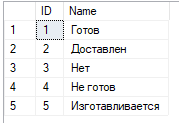 ID Name
1 1 Готов
2 2 Доставлен
3 3 Нет
4 4 Не готов
5 5 Изготавливается